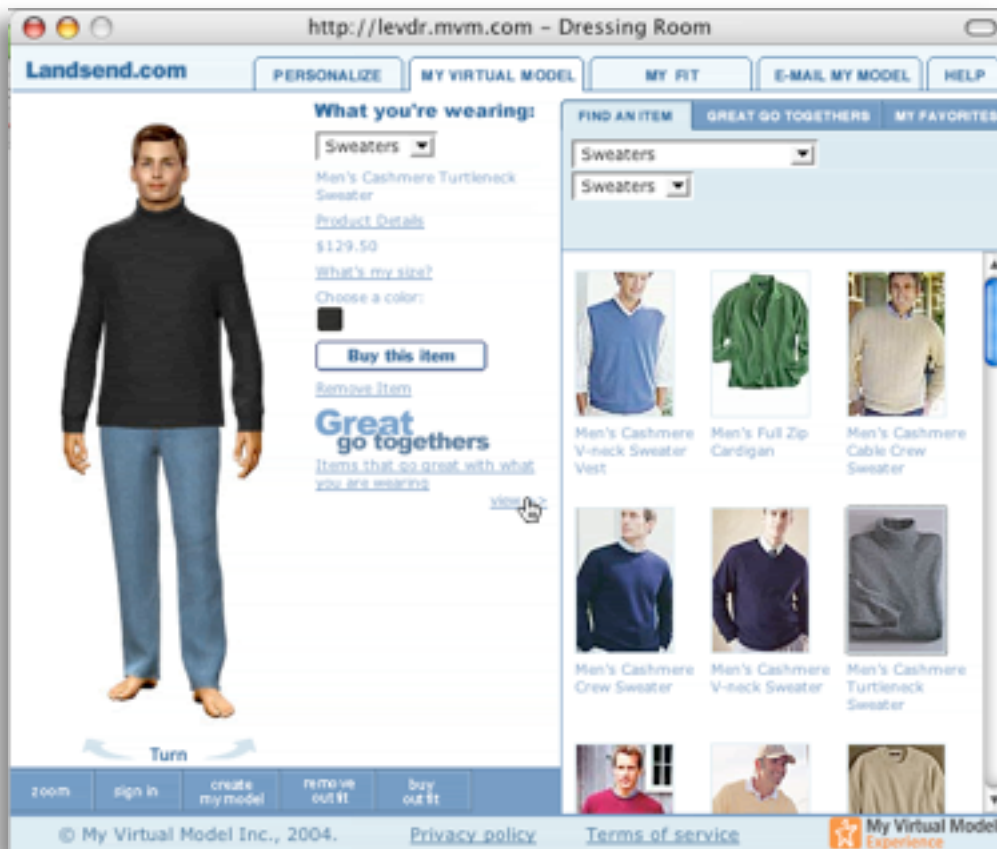 http://levdr.mvm.com – Dressing Room
Landsend.com
PERSONALIZE
MY VIRTUAL MODEL
MY FIT
E-MAIL MY MODEL
HELP
What you're wearing:
Sweaters
Men's Cashmere Turtleneck
Sweater
Product Details
$129.50
What's my size?
Choose a color:
Buy this item
Remove Item
Great
go togethers
Items that go great with what
you are wearing
Turn
zoom
sign in
create
my model
remove
outfit
buy
outfit
FIND AN ITEM
GREAT GO TOGETHERS
MY FAVORITES
Sweaters
Sweaters
Men's Cashmere
V-neck Sweater
Vest
Men's Full Zip
Cardigan
Men's Cashmere
Cable Crew
Sweater
Men's Cashmere
Crew Sweater
Men's Cashmere
V-neck Sweater
Men's Cashmere
Turtleneck
Sweater
© My Virtual Model Inc., 2004.
Privacy policy
Terms of service
My Virtual Model
Experience